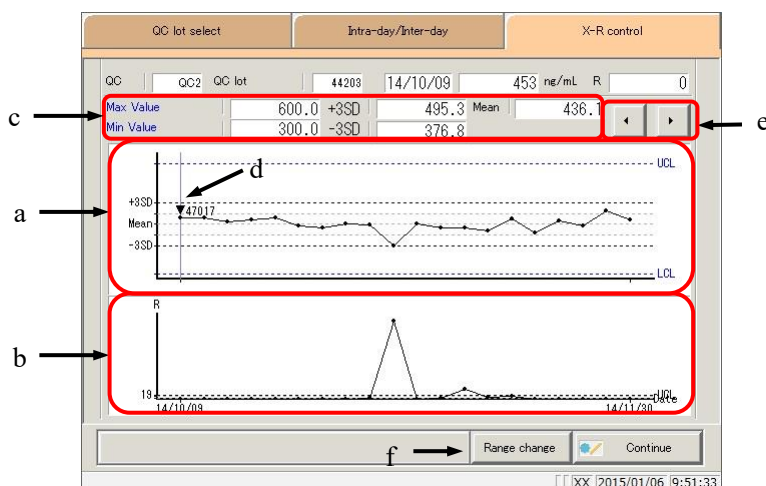 QC lot select Intra-day/Inter-day X-R control
QC QC2 QC lot 44203 14/10/09 453 ng/mL R 0
c Max Value 600.0 +3SD 495.3 Mean 436.1
Min Value 300.0 -3SD 376.8
e
d
UCL
+3SD
47017
a
Mean
-3SD
LCL
R
b
19
UCL
Date
14/10/09 14/11/30
f Range change Continue
XX 2015/01/06 9:51:33